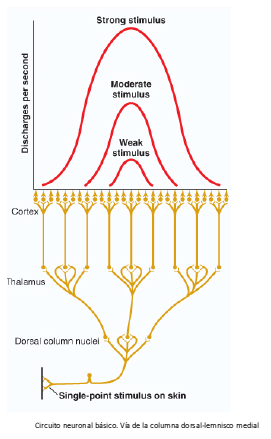 Strong stimulus
Moderate
stimulus
Weak
stimulus
Discharges per second
Cortex
Thalamus
Dorsal column nuclei
Single-point stimulus on skin
Circuito neuronal básico. Vía de la columna dorsal-lemnisco medial